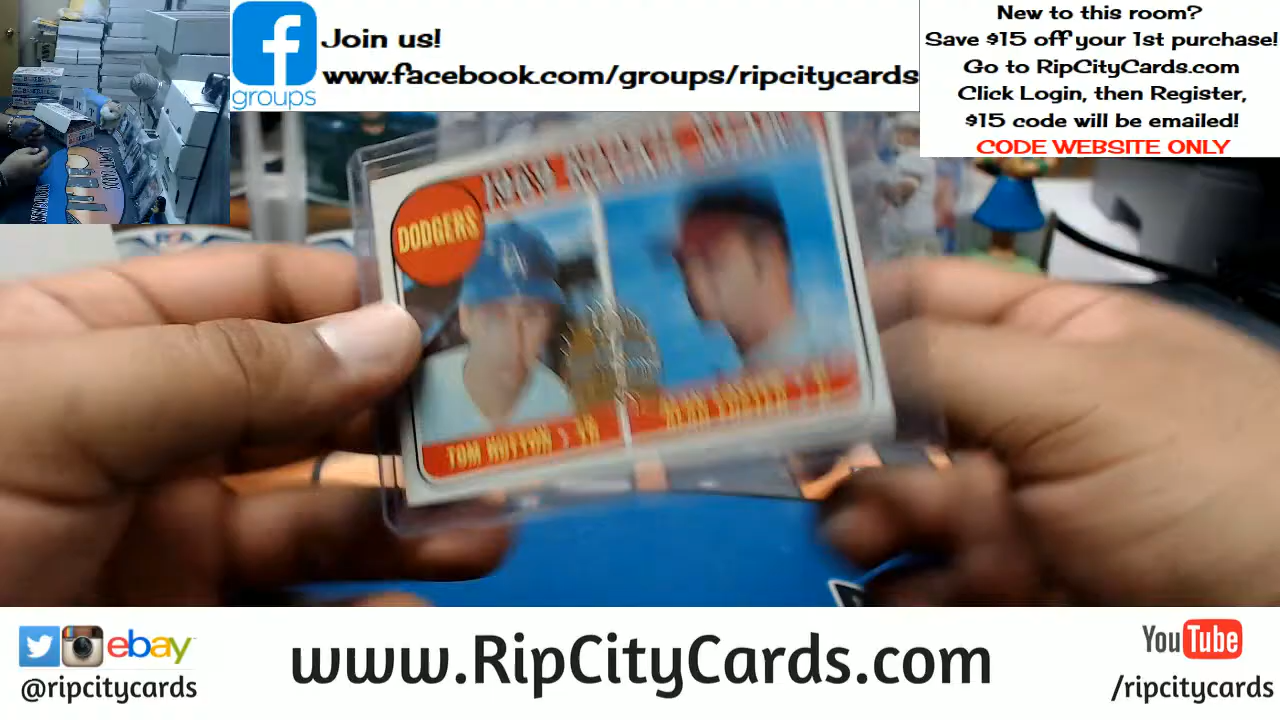 groups
Join us!
www.facebook.com/groups/ripcitycards
New to this room?
Save $15 off your 1st purchase!
Go to RipCityCards.com
Click Login, then Register,
$15 code will be emailed!
CODE WEBSITE ONLY
DODGERS
TOM HUTTON 1B
ebay
@ripcitycards
www.RipCityCards.com
YouTube
/ripcitycards